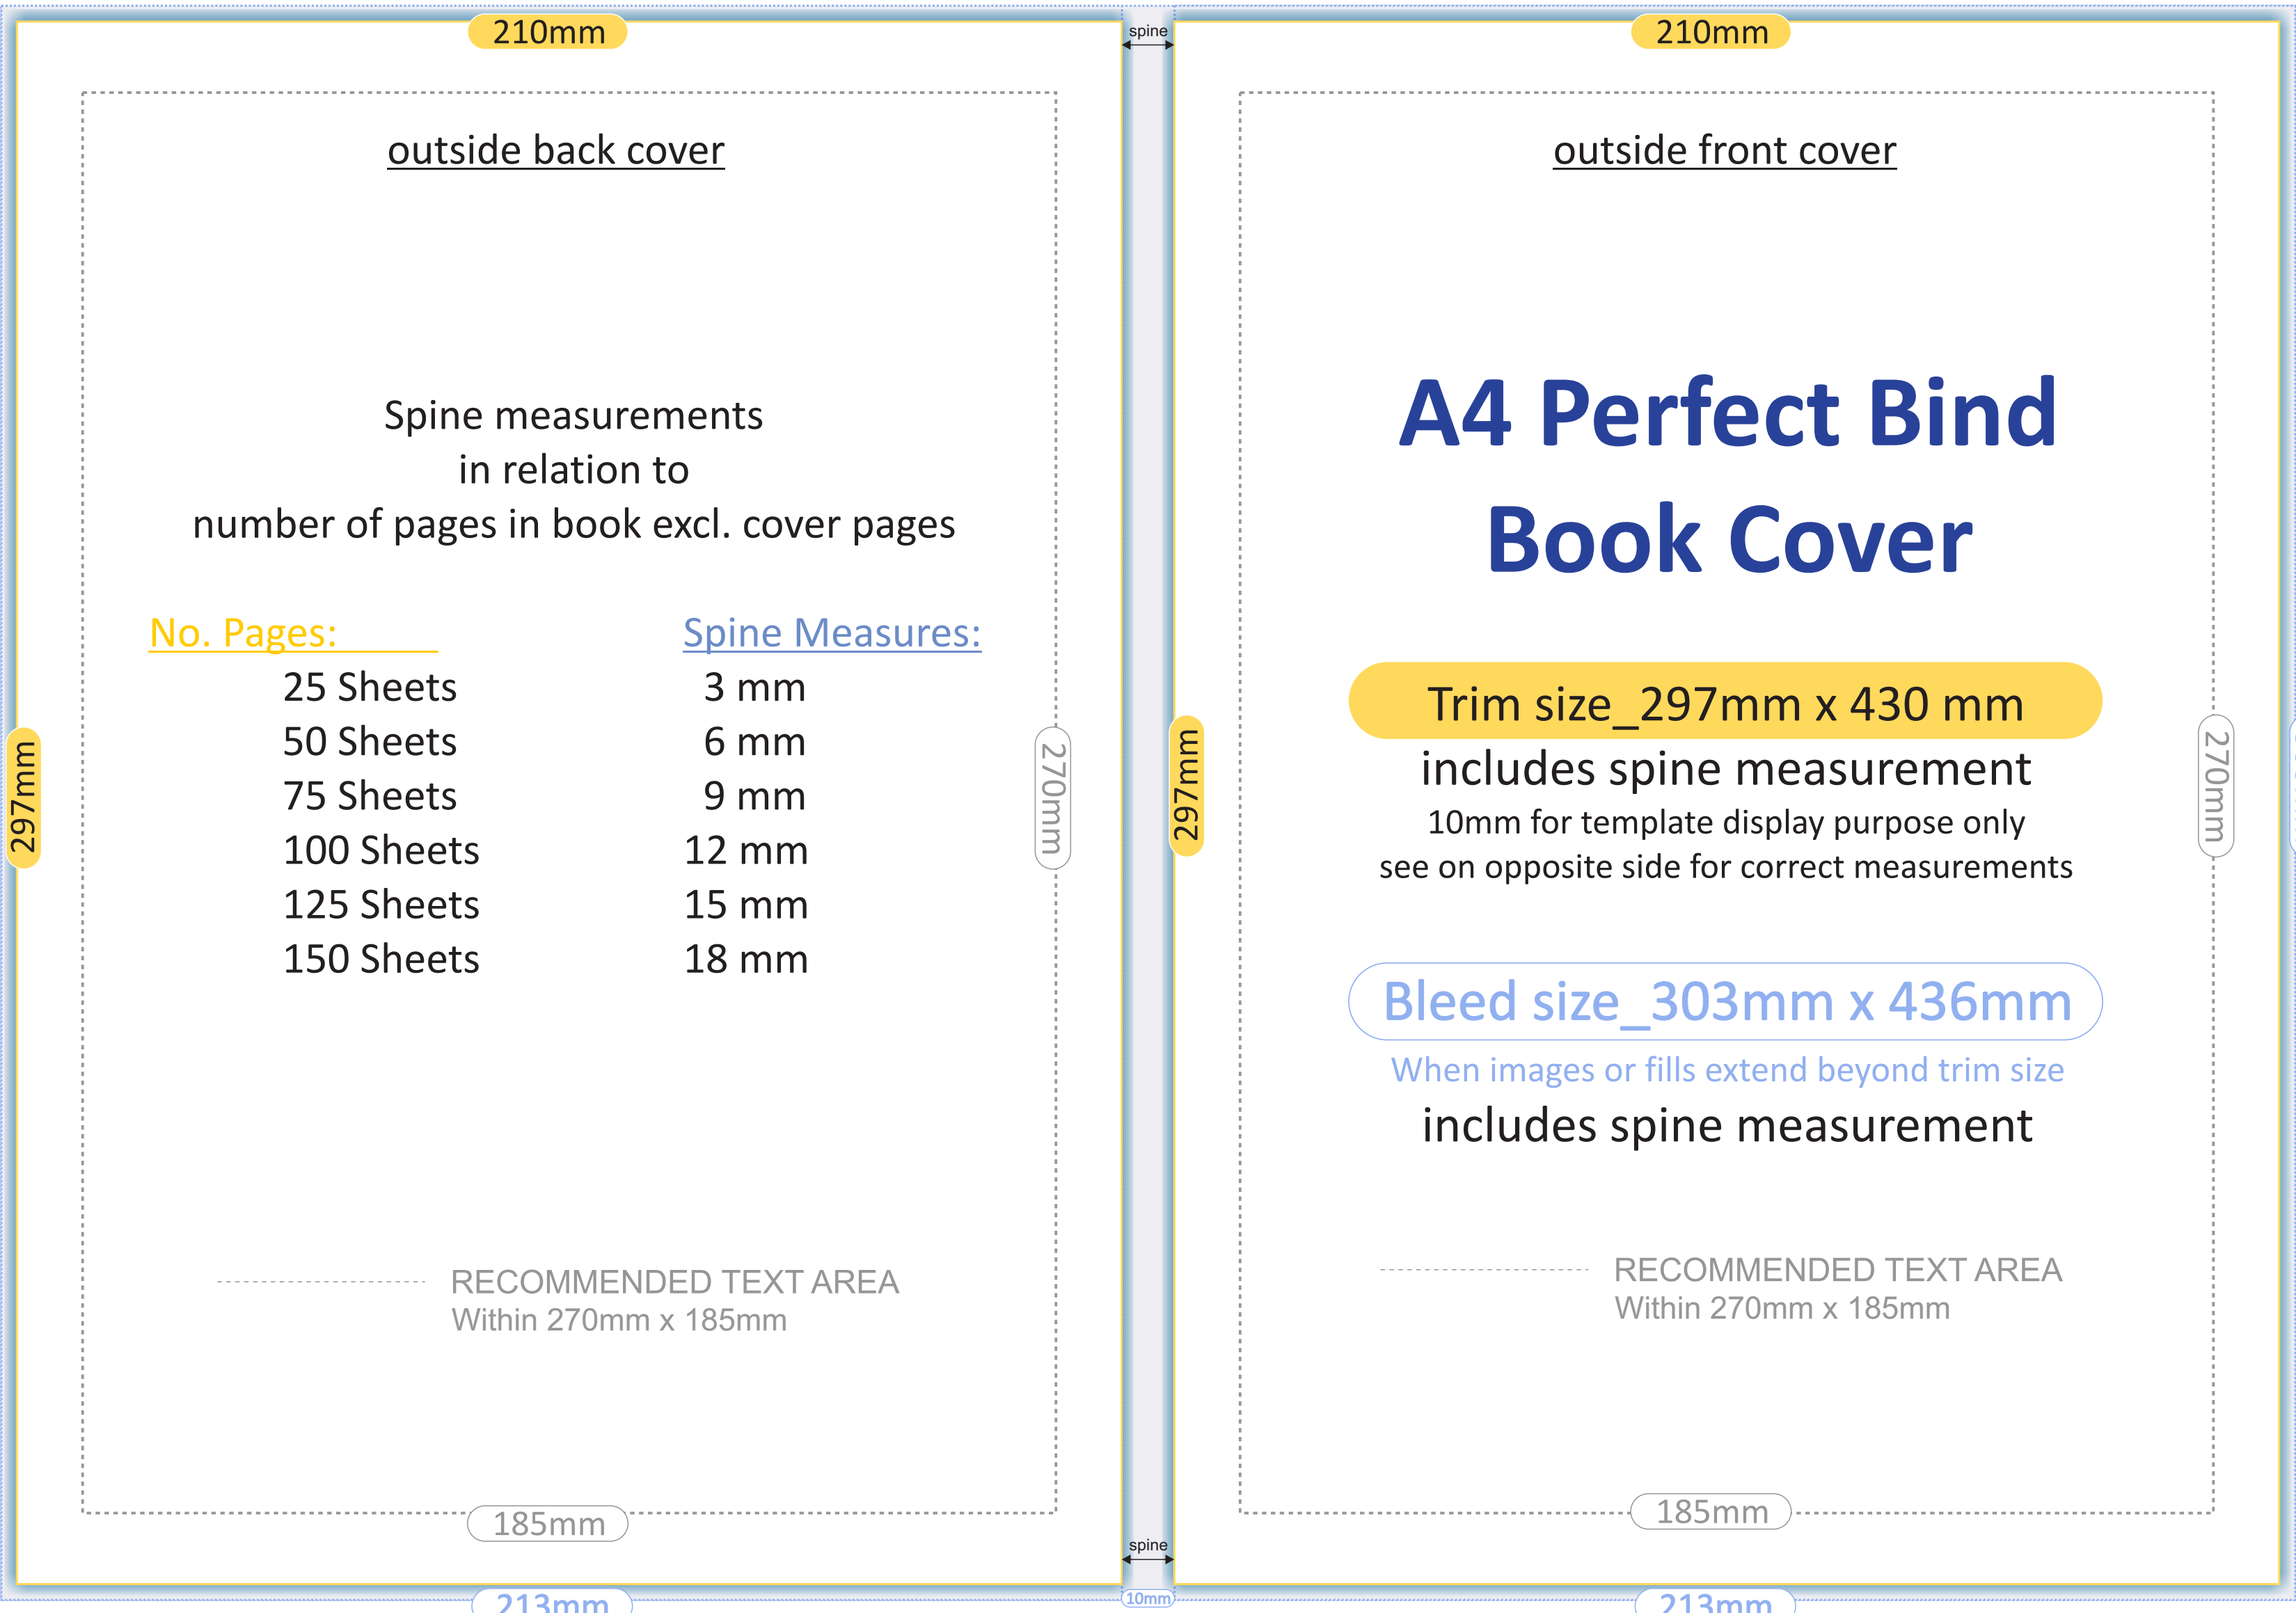 210mm
outside back cover
Spine measurements
in relation to
number of pages in book excl. cover pages
No. Pages: Spine Measures:
25 Sheets 3 mm
50 Sheets 6 mm
75 Sheets 9 mm
100 Sheets 12 mm
125 Sheets 15 mm
150 Sheets 18 mm
297mm
270mm
RECOMMENDED TEXT AREA
Within 270mm x 185mm
185mm
213mm
spine
spine
10mm
210mm
outside front cover
A4 Perfect Bind
Book Cover
Trim size_297mm x 430 mm
includes spine measurement
10mm for template display purpose only
see on opposite side for correct measurements
297mm
270mm
Bleed size_303mm x 436mm
When images or fills extend beyond trim size
includes spine measurement
RECOMMENDED TEXT AREA
Within 270mm x 185mm
185mm
213mm